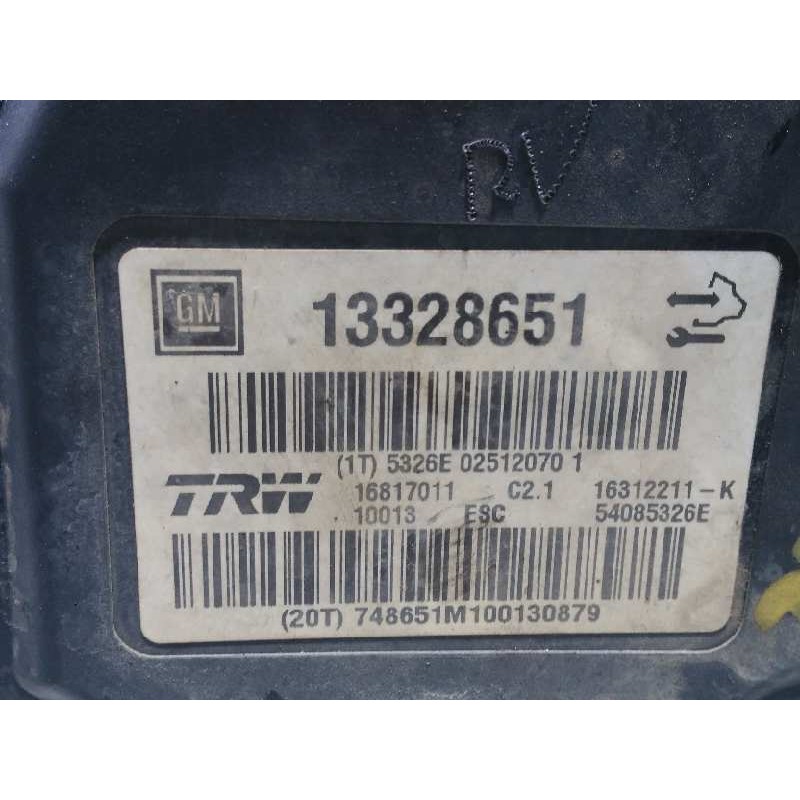 RV
GM 13328651
(1T) 5326E 02512070 1
TRW 16817011 C2.1 16312211-K
10013 ESC 54085326E
(20T) 748651M100130879